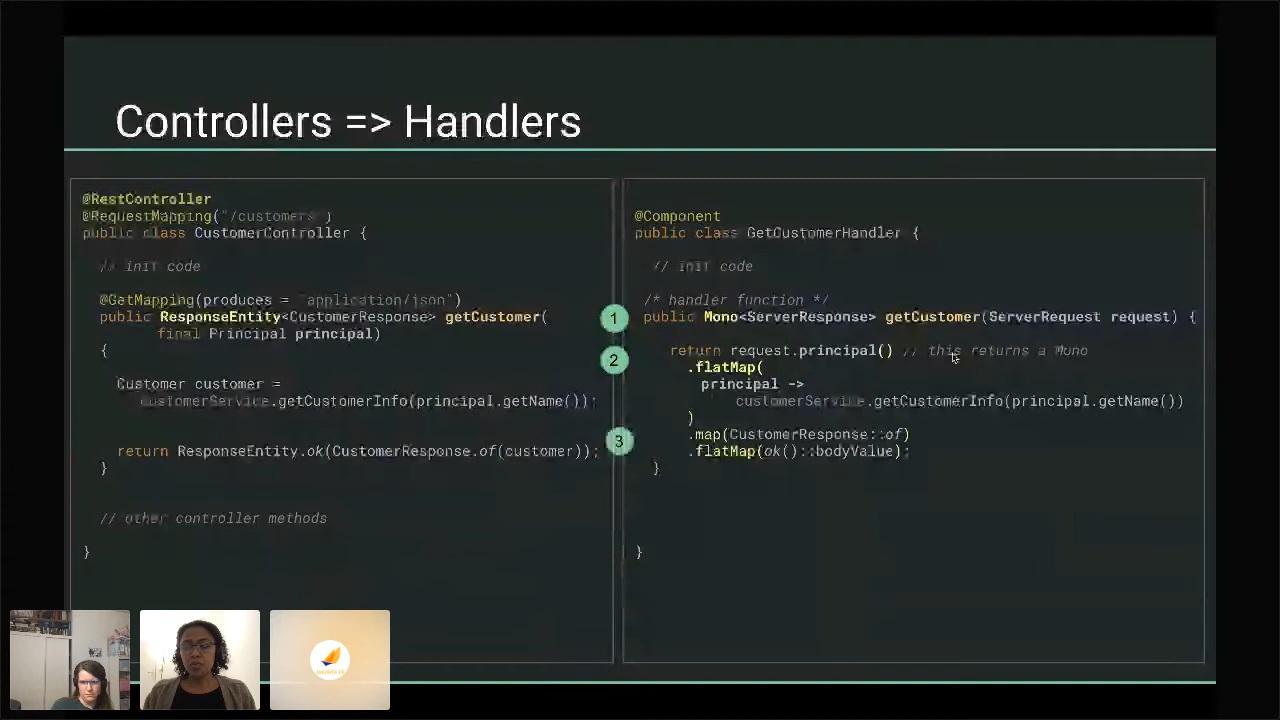 Controllers => Handlers
@RestController
@RequestMapping("/customers")
public class CustomerController {
// init code
@GetMapping(produces = "application/json")
public ResponseEntity<CustomerResponse> getCustomer(
final Principal principal)
{
Customer customer =
customerService.getCustomerInfo(principal.getName());
return ResponseEntity.ok(CustomerResponse.of(customer));
}
// other controller methods
}
1
2
3
@Component
public class GetCustomerHandler {
// init code
/* handler function */
public Mono<ServerResponse> getCustomer(ServerRequest request) {
return request.principal() // this returns a Mono
.flatMap(
principal ->
customerService.getCustomerInfo(principal.getName())
)
.map(CustomerResponse::of)
.flatMap(ok()::bodyValue);
}
}